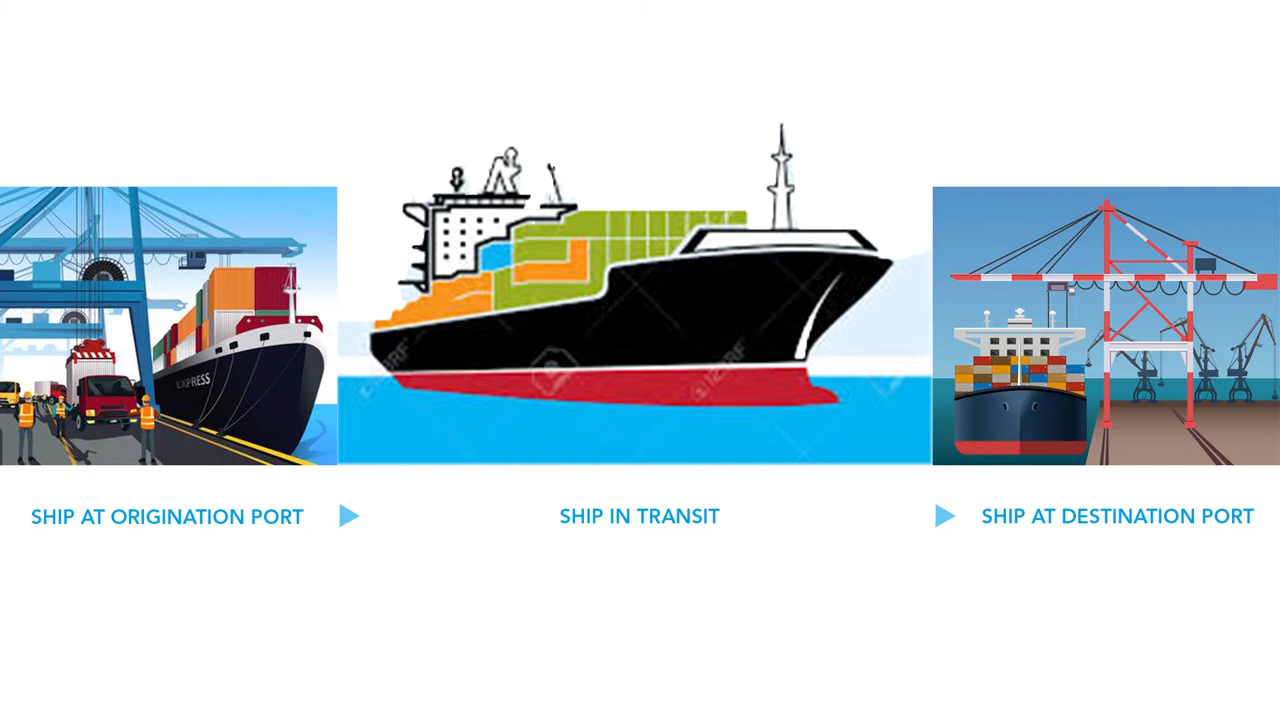 EXPRESS
SHIP AT ORIGINATION PORT
SHIP IN TRANSIT
SHIP AT DESTINATION PORT